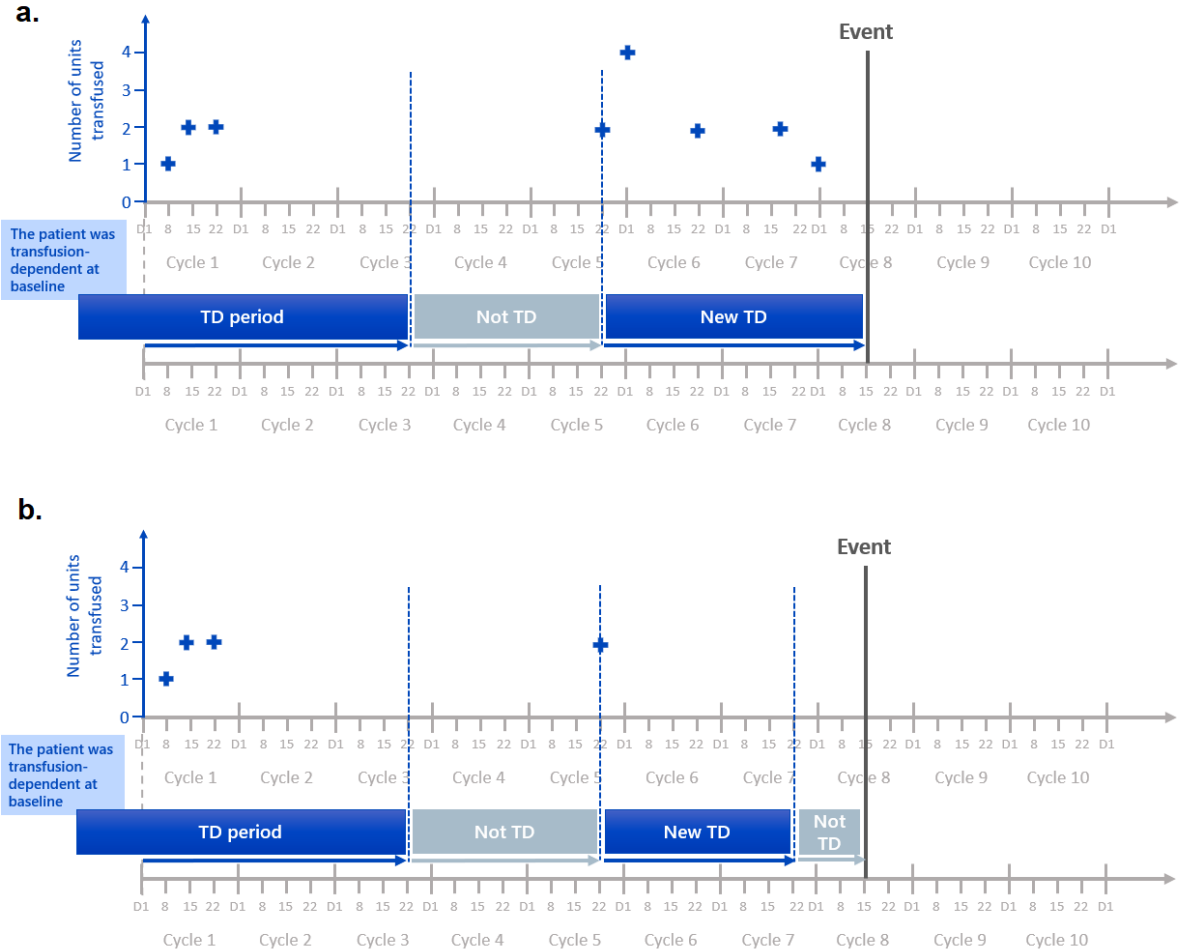 a.
Event
Number of units
transfused
4
3
2
1
0
D1 8 15 22 D1 8 15 22 D1 8 15 22 D1 8 15 22 D1 8 15 22 D1 8 15 22 D1 8 15 22 D1 8 15 22 D1 8 15 22 D1 8 15 22 D1
The patient was
transfusion-
dependent at
baseline
Cycle 1 Cycle 2 Cycle 3 Cycle 4 Cycle 5 Cycle 6 Cycle 7 Cycle 8 Cycle 9 Cycle 10
TD period Not TD New TD
D1 8 15 22 D1 8 15 22 D1 8 15 22 D1 8 15 22 D1 8 15 22 D1 8 15 22 D1 8 15 22 D1 8 15 22 D1 8 15 22 D1 8 15 22 D1
Cycle 1 Cycle 2 Cycle 3 Cycle 4 Cycle 5 Cycle 6 Cycle 7 Cycle 8 Cycle 9 Cycle 10
b.
Event
Number of units
transfused
4
3
2
1
0
D1 8 15 22 D1 8 15 22 D1 8 15 22 D1 8 15 22 D1 8 15 22 D1 8 15 22 D1 8 15 22 D1 8 15 22 D1 8 15 22 D1 8 15 22 D1
The patient was
transfusion-
dependent at
baseline
Cycle 1 Cycle 2 Cycle 3 Cycle 4 Cycle 5 Cycle 6 Cycle 7 Cycle 8 Cycle 9 Cycle 10
TD period Not TD New TD Not
TD
D1 8 15 22 D1 8 15 22 D1 8 15 22 D1 8 15 22 D1 8 15 22 D1 8 15 22 D1 8 15 22 D1 8 15 22 D1 8 15 22 D1 8 15 22 D1
Cycle 1 Cycle 2 Cycle 3 Cycle 4 Cycle 5 Cycle 6 Cycle 7 Cycle 8 Cycle 9 Cycle 10